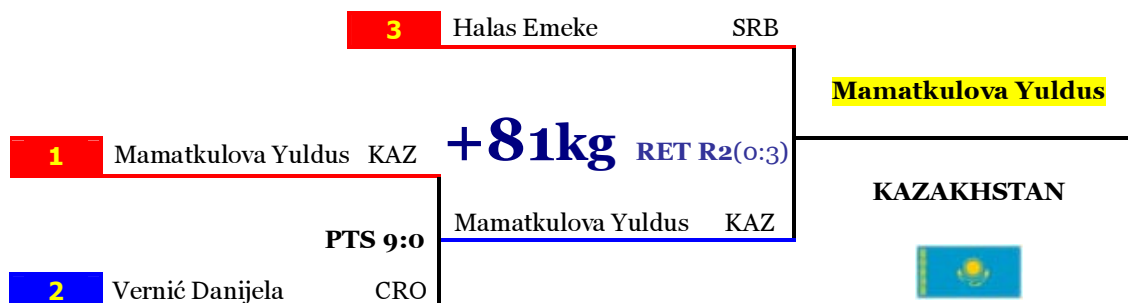 3 Halas Emeke SRB
Mamatkulova Yuldus
+81kg RET R2(0:3)
1 Mamatkulova Yuldus KAZ
KAZAKHSTAN
Mamatkulova Yuldus KAZ
PTS 9:0
2 Vernić Danijela CRO